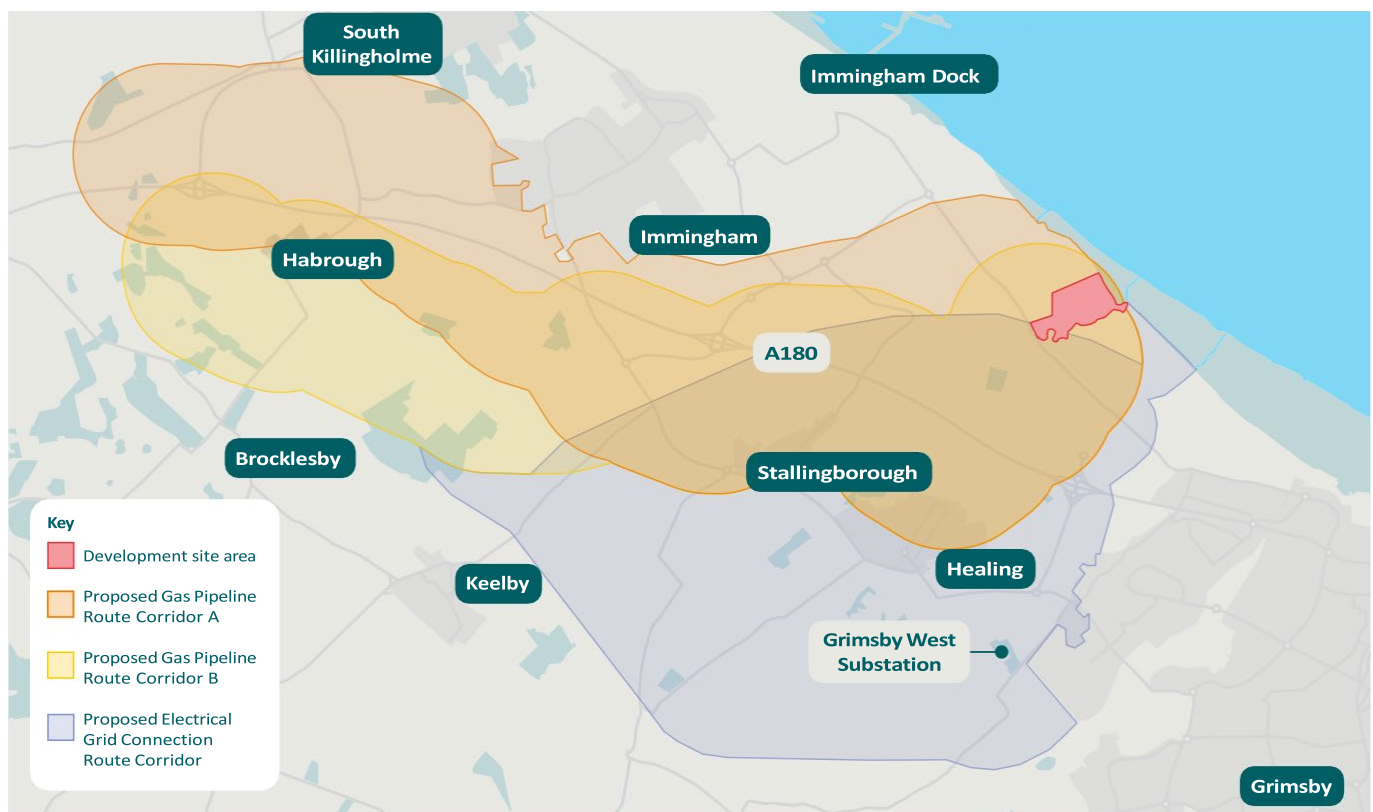 South
Killingholme
Immingham Dock
Immingham
Habrough
A180
Brocklesby
Stallingborough
Keelby
Healing
Grimsby West
Substation
Grimsby
Key
Development site area
Proposed Gas Pipeline
Route Corridor A
Proposed Gas Pipeline
Route Corridor B
Proposed Electrical
Grid Connection
Route Corridor